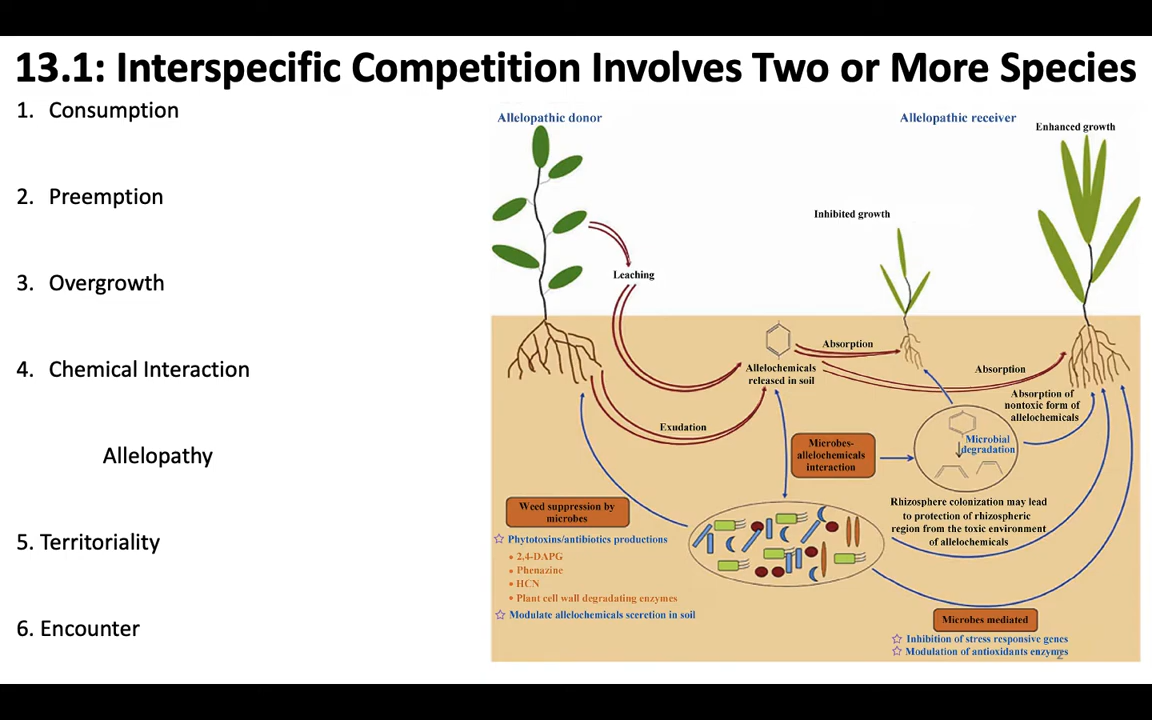 13.1: Interspecific Competition Involves Two or More Species
1. Consumption
2. Preemption
3. Overgrowth
4. Chemical Interaction
Allelopathy
5. Territoriality
6. Encounter
Allelopathic donor
Allelopathic receiver
Enhanced growth
Inhibited growth
Leaching
Absorption
Allelochemicals
released in soil
Absorption
Absorption of
nontoxic form of
allelochemicals
Exudation
Microbes-
allelochemicals
interaction
Microbial
degradation
Rhizosphere colonization may lead
to protection of rhizospheric
region from the toxic environment
of allelochemicals
Weed suppression by
microbes
Phytotoxins/antibiotics productions
• 2,4-DAPG
• Phenazine
• HCN
• Plant cell wall degrading enzymes
Modulate allelochemicals sceretion in soil
Microbes mediated
Inhibition of stress responsive genes
Modulation of antioxidants enzymes
2